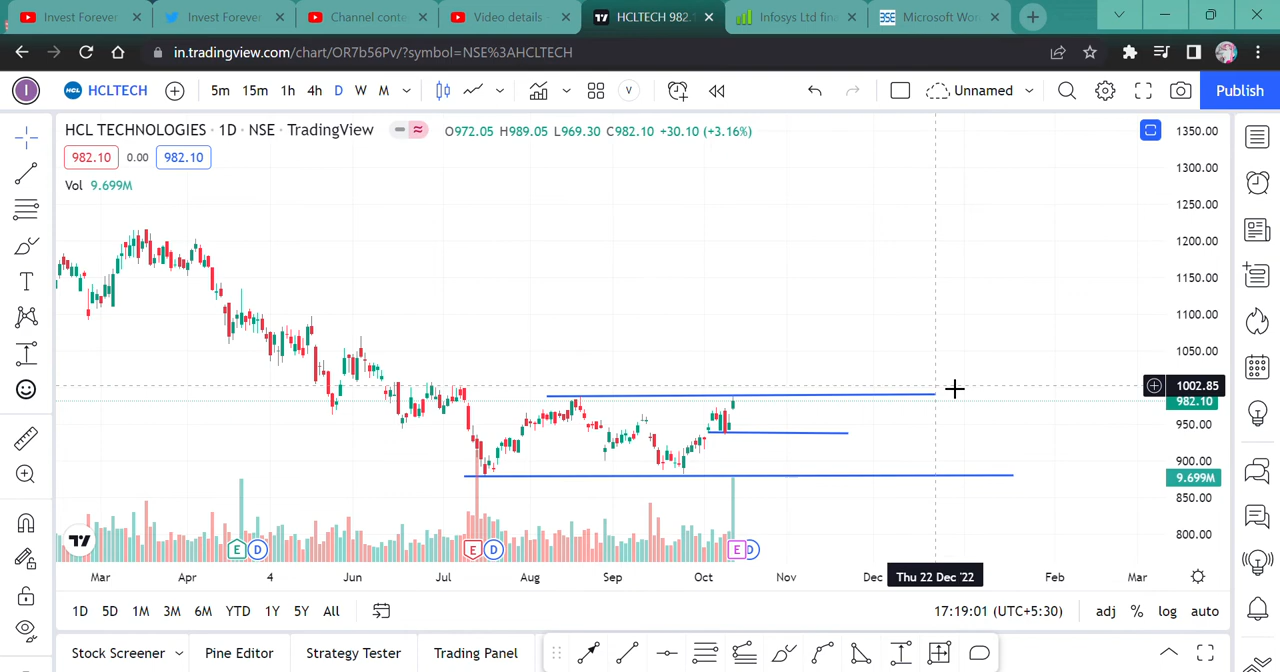 Invest Forever
Invest Forever
Channel conte
Video details -
HCLTECH 982.
Infosys Ltd fina
Microsoft Wor
in.tradingview.com/chart/OR7b56Pv/?symbol=NSE%3AHCLTECH
I HCL HCLTECH 5m 15m 1h 4h D W M V Unnamed Publish
HCL TECHNOLOGIES · 1D · NSE · TradingView O972.05 H989.05 L969.30 C982.10 +30.10 (+3.16%)
982.10 0.00 982.10
Vol 9.699M
1350.00
1300.00
1250.00
1200.00
1150.00
1100.00
1050.00
1002.85
982.10
950.00
900.00
9.699M
850.00
800.00
E D E D E D
Mar Apr 4 Jun Jul Aug Sep Oct Nov Dec Thu 22 Dec '22 Feb Mar
1D 5D 1M 3M 6M YTD 1Y 5Y All 17:19:01 (UTC+5:30) adj % log auto
Stock Screener Pine Editor Strategy Tester Trading Panel